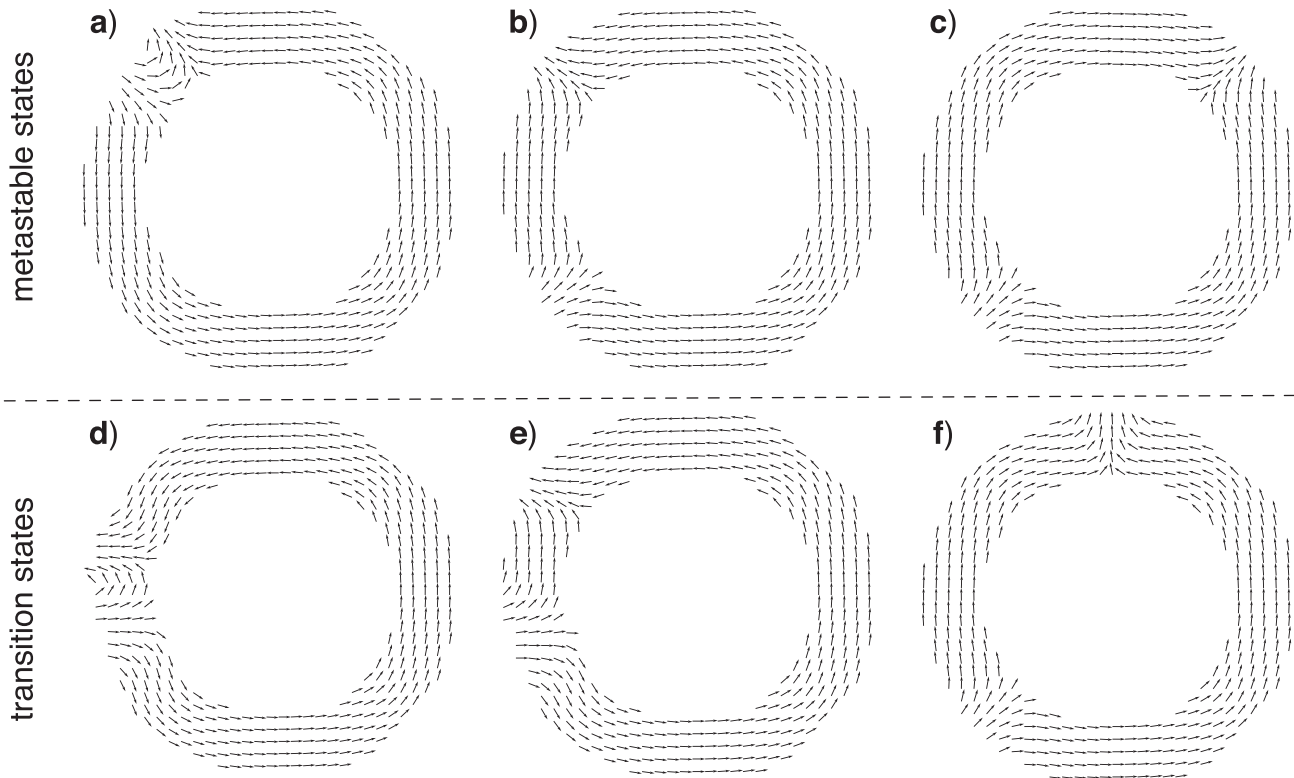 metastable states
a)
b)
c)
transition states
d)
e)
f)